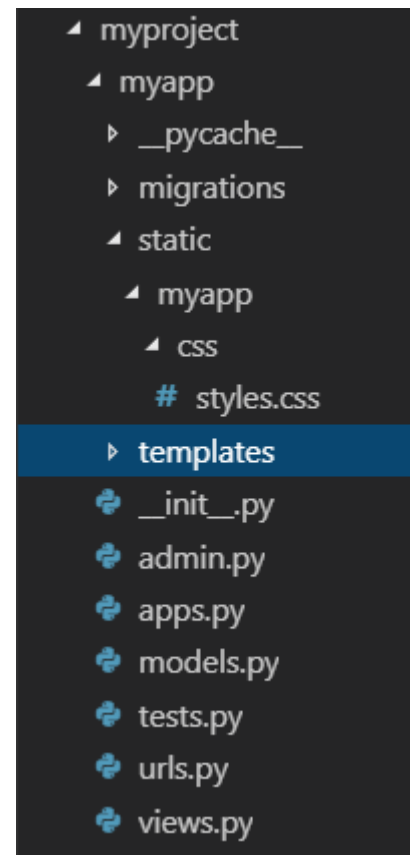 myproject
myapp
__pycache__
migrations
static
myapp
css
# styles.css
templates
__init__.py
admin.py
apps.py
models.py
tests.py
urls.py
views.py